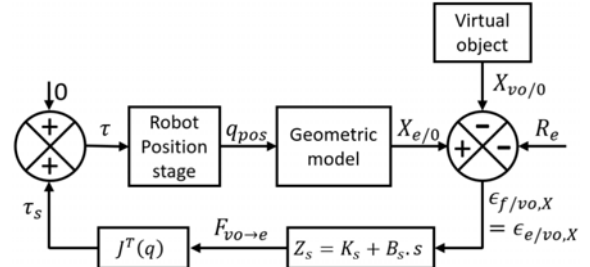 Virtual
object
X_{vo/0}
0
+
+
τ
Robot
Position
stage
q_{pos}
Geometric
model
X_{e/0}
−
+
−
R_e
τ_s
J^T(q)
F_{vo→e}
Z_s = K_s + B_s. s
ϵ_{f/vo,X}
= ϵ_{e/vo,X}